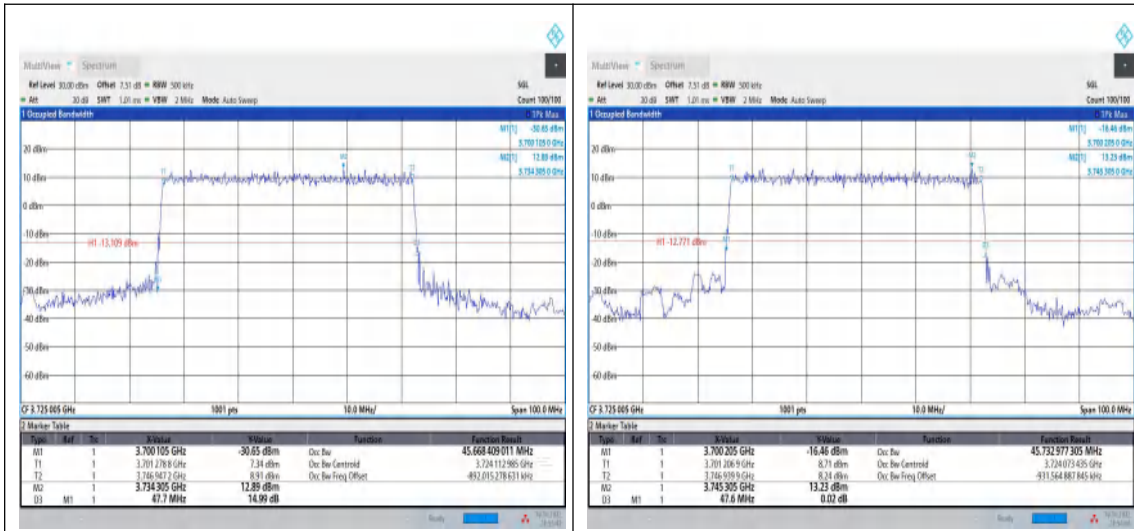 MultiView Spectrum
Ref Level 30.00 dBm Offset 7.51 dB RBW 500 kHz SGL
Att 30 dB SWT 1.01 ms VBW 2 MHz Mode Auto Sweep Count 100/100
1 Occupied Bandwidth 1Pk Max
M1[1] -30.65 dBm
3.700 105 0 GHz
M2[1] 12.89 dBm
3.734 305 0 GHz
20 dBm
10 dBm
0 dBm
-10 dBm
H1 -13.109 dBm
-20 dBm
-30 dBm
-40 dBm
-50 dBm
-60 dBm
T1
M2
T2
CF 3.725 005 GHz 1001 pts 10.0 MHz/ Span 100.0 MHz
2 Marker Table
Type Ref Trc X-Value Y-Value Function Function Result
M1 1 3.700 105 GHz -30.65 dBm Occ Bw 45.668 409 011 MHz
T1 1 3.701 278 8 GHz 7.34 dBm Occ Bw Centroid 3.724 112 985 GHz
T2 1 3.746 947 2 GHz 8.91 dBm Occ Bw Freq Offset -892.015 278 631 kHz
M2 1 3.734 305 GHz 12.89 dBm
D3 M1 1 47.7 MHz 14.99 dB
Ready
MultiView Spectrum
Ref Level 30.00 dBm Offset 7.51 dB RBW 500 kHz SGL
Att 30 dB SWT 1.01 ms VBW 2 MHz Mode Auto Sweep Count 100/100
1 Occupied Bandwidth 1Pk Max
M1[1] -16.46 dBm
3.700 205 0 GHz
M2[1] 13.23 dBm
3.745 305 0 GHz
20 dBm
10 dBm
0 dBm
-10 dBm
H1 -12.771 dBm
-20 dBm
-30 dBm
-40 dBm
-50 dBm
-60 dBm
T1
M2
T2
M1
CF 3.725 005 GHz 1001 pts 10.0 MHz/ Span 100.0 MHz
2 Marker Table
Type Ref Trc X-Value Y-Value Function Function Result
M1 1 3.700 205 GHz -16.46 dBm Occ Bw 45.732 977 305 MHz
T1 1 3.701 206 9 GHz 8.71 dBm Occ Bw Centroid 3.724 073 435 GHz
T2 1 3.746 939 9 GHz 8.24 dBm Occ Bw Freq Offset -931.564 887 845 kHz
M2 1 3.745 305 GHz 13.23 dBm
D3 M1 1 47.6 MHz 0.02 dB
Ready